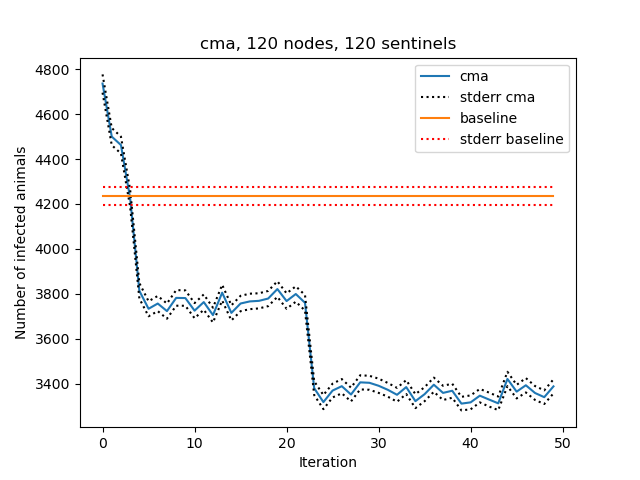 cma, 120 nodes, 120 sentinels
4800
4600
4400
4200
4000
3800
3600
3400
Number of infected animals
cma
stderr cma
baseline
stderr baseline
0
10
20
30
40
50
Iteration